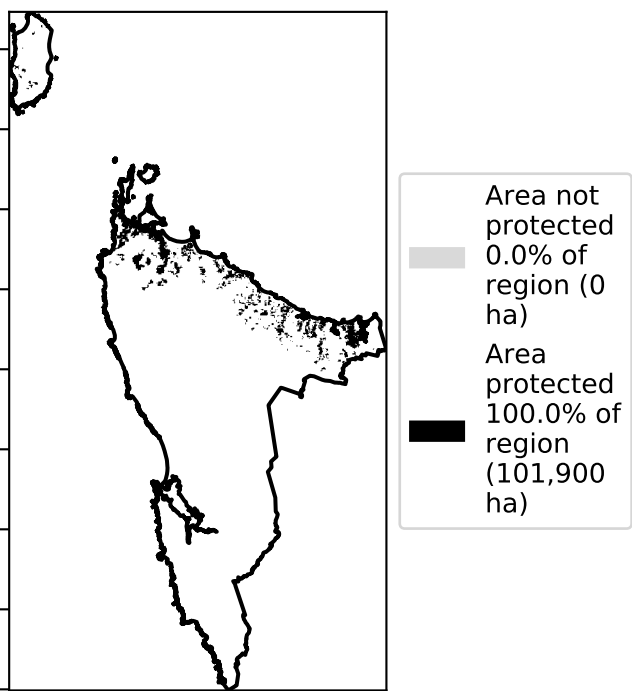 Area not
protected
0.0% of
region (0
ha)
Area
protected
100.0% of
region
(101,900
ha)